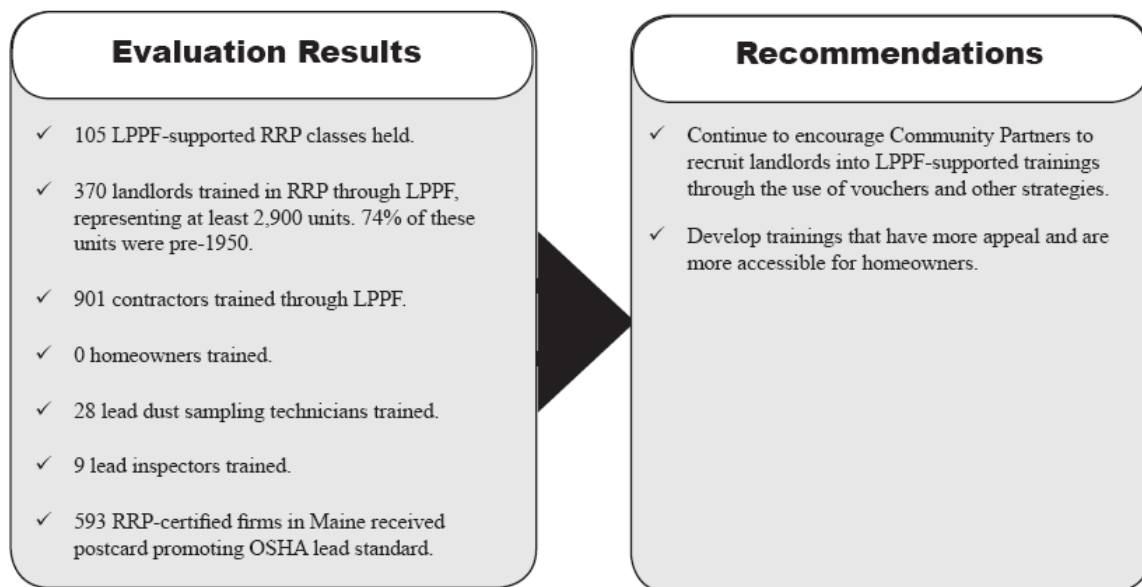 Evaluation Results
✓ 105 LPPF-supported RRP classes held.
✓ 370 landlords trained in RRP through LPPF,
representing at least 2,900 units. 74% of these
units were pre-1950.
✓ 901 contractors trained through LPPF.
✓ 0 homeowners trained.
✓ 28 lead dust sampling technicians trained.
✓ 9 lead inspectors trained.
✓ 593 RRP-certified firms in Maine received
postcard promoting OSHA lead standard.
Recommendations
✓ Continue to encourage Community Partners to
recruit landlords into LPPF-supported trainings
through the use of vouchers and other strategies.
✓ Develop trainings that have more appeal and are
more accessible for homeowners.